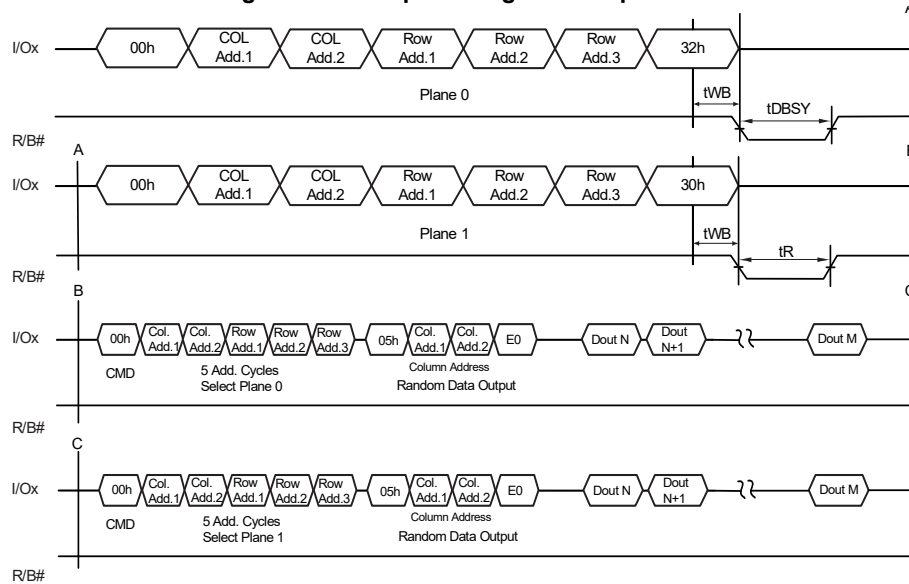 A
I/Ox 00h COL Add.1 COL Add.2 Row Add.1 Row Add.2 Row Add.3 32h
Plane 0
tWB
tDBSY
R/B#
A
I/Ox 00h COL Add.1 COL Add.2 Row Add.1 Row Add.2 Row Add.3 30h
Plane 1
tWB
tR
R/B#
B
I/Ox 00h Col. Add.1 Col. Add.2 Row Add.1 Row Add.2 Row Add.3 05h Col. Add.1 Col. Add.2 E0 Dout N Dout N+1 Dout M
CMD
5 Add. Cycles
Select Plane 0
Column Address
Random Data Output
R/B#
C
I/Ox 00h Col. Add.1 Col. Add.2 Row Add.1 Row Add.2 Row Add.3 05h Col. Add.1 Col. Add.2 E0 Dout N Dout N+1 Dout M
CMD
5 Add. Cycles
Select Plane 1
Column Address
Random Data Output
R/B#